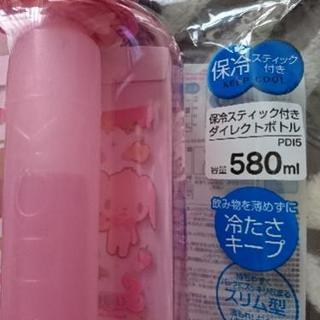 保冷スティック付き
KEEP COOL
保冷スティック付き
ダイレクトボトル
PDI5
容量 580ml
飲み物を薄めずに
冷たさ
キープ
スリム型